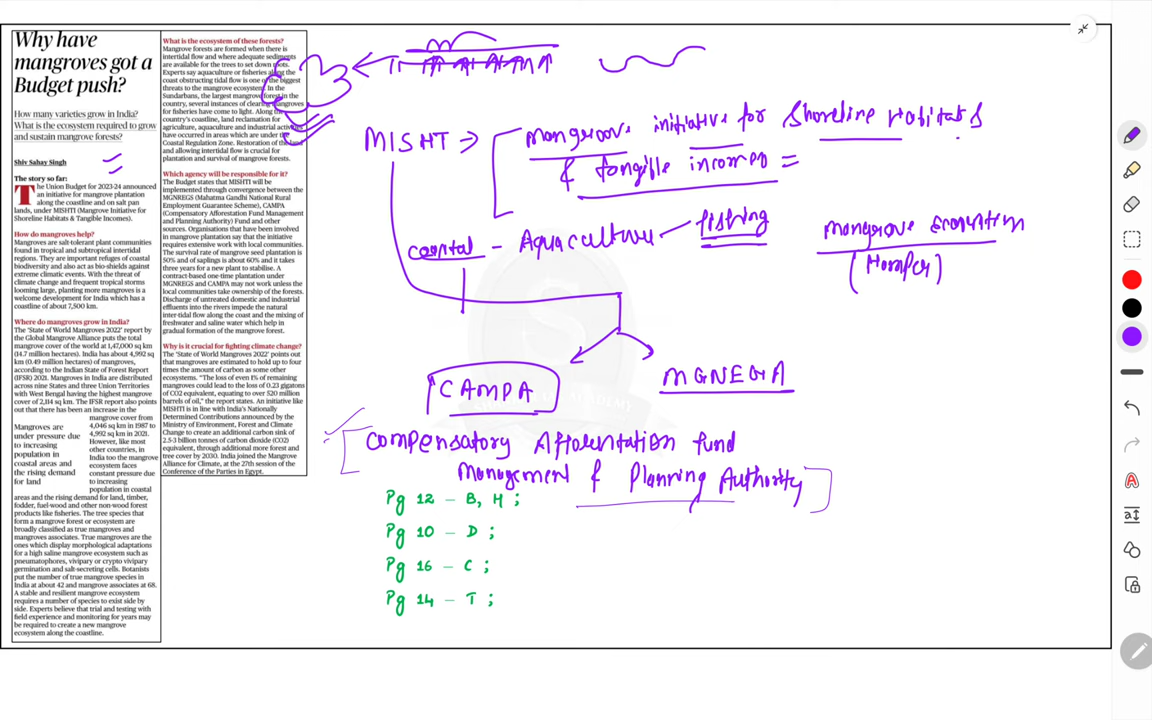 Why have
mangroves got a
Budget push?
How many varieties grow in India?
What is the ecosystem required to grow
and sustain mangrove forests?
Shiv Sahay Singh
The story so far:
The Union Budget for 2023-24 announced
an initiative for mangrove plantation
along the coastline and on salt pan
lands, under MISHTI (Mangrove Initiative for
Shoreline Habitats & Tangible Incomes).
How do mangroves help?
Mangroves are salt-tolerant plant communities
found in tropical and subtropical intertidal
regions. They are important refuges of coastal
biodiversity and also act as bio-shields against
extreme climatic events. With the threat of
climate change and frequent tropical storms
looming large, planting more mangroves is a
welcome development for India which has a
coastline of about 7,500 km.
Where do mangroves grow in India?
The 'State of World Mangroves 2022' report by
the Global Mangrove Alliance puts the total
mangrove cover of the world at 1,47,000 sq km
(14.7 million hectares). India has about 4,992 sq
km (0.49 million hectares) of mangroves,
according to the Indian State of Forest Report
(IFSR) 2021. Mangroves in India are distributed
across nine States and three Union Territories
with West Bengal having the highest mangrove
cover of 2,114 sq km. The IFSR report also points
out that there has been an increase in the
mangrove cover from
4,046 sq km in 1987 to
4,992 sq km in 2021.
However, like most
other countries, in
India too the mangrove
ecosystem faces
constant pressure due
to increasing
population in coastal
Mangroves are
under pressure due
to increasing
population in
coastal areas and
the rising demand
for land
areas and the rising demand for land, timber,
fodder, fuel-wood and other non-wood forest
products like fisheries. The tree species that
form a mangrove forest or ecosystem are
broadly classified as true mangroves and
mangroves associates. True mangroves are the
ones which display morphological adaptations
for a high saline mangrove ecosystem such as
pneumatophores, vivipary or crypto vivipary
germination and salt-secreting cells. Botanists
put the number of true mangrove species in
India at about 42 and mangrove associates at 68.
A stable and resilient mangrove ecosystem
requires a number of species to exist side by
side. Experts believe that trial and testing with
field experience and monitoring for years may
be required to create a new mangrove
ecosystem along the coastline.
What is the ecosystem of these forests?
Mangrove forests are formed when there is
intertidal flow and where adequate sediments
are available for the trees to set down roots.
Experts say aquaculture or fisheries along the
coast obstructing tidal flow is one of the biggest
threats to the mangrove ecosystem. In the
Sundarbans, the largest mangrove forest in the
country, several instances of clearing mangroves
for fisheries have come to light. Along the
country's coastline, land reclamation for
agriculture, aquaculture and industrial activities
have occurred in areas which are under the
Coastal Regulation Zone. Restoration of the land
and allowing intertidal flow is crucial for
plantation and survival of mangrove forests.
Which agency will be responsible for it?
The Budget states that MISHTI will be
implemented through convergence between the
MGNREGS (Mahatma Gandhi National Rural
Employment Guarantee Scheme), CAMPA
(Compensatory Afforestation Fund Management
and Planning Authority) Fund and other
sources. Organisations that have been involved
in mangrove plantation say that the initiative
requires extensive work with local communities.
The survival rate of mangrove seed plantation is
50% and of saplings is about 60% and it takes
three years for a new plant to stabilise. A
contract-based one-time plantation under
MGNREGS and CAMPA may not work unless the
local communities take ownership of the forests.
Discharge of untreated domestic and industrial
effluents into the rivers impede the natural
inter-tidal flow along the coast and the mixing of
freshwater and saline water which help in
gradual formation of the mangrove forest.
Why is it crucial for fighting climate change?
The 'State of World Mangroves 2022' points out
that mangroves are estimated to hold up to four
times the amount of carbon as some other
ecosystems. "The loss of even 1% of remaining
mangroves could lead to the loss of 0.23 gigatons
of CO2 equivalent, equating to over 520 million
barrels of oil," the report states. An initiative like
MISHTI is in line with India's Nationally
Determined Contributions announced by the
Ministry of Environment, Forest and Climate
Change to create an additional carbon sink of
2.5-3 billion tonnes of carbon dioxide (CO2)
equivalent, through additional more forest and
tree cover by 2030. India joined the Mangrove
Alliance for Climate, at the 27th session of the
Conference of the Parties in Egypt.
MISHTI => mangroove initiative for Shoreline Habitats
& tangible incomes =
coastal - Aquaculture - fishing
mangrove ecosystem
(Hamper)
CAMPA
MGNEGA
Compensatory Afforestation fund
management & Planning Authority
Pg 12 - B, H ;
Pg 10 - D ;
Pg 16 - C ;
Pg 14 - T ;